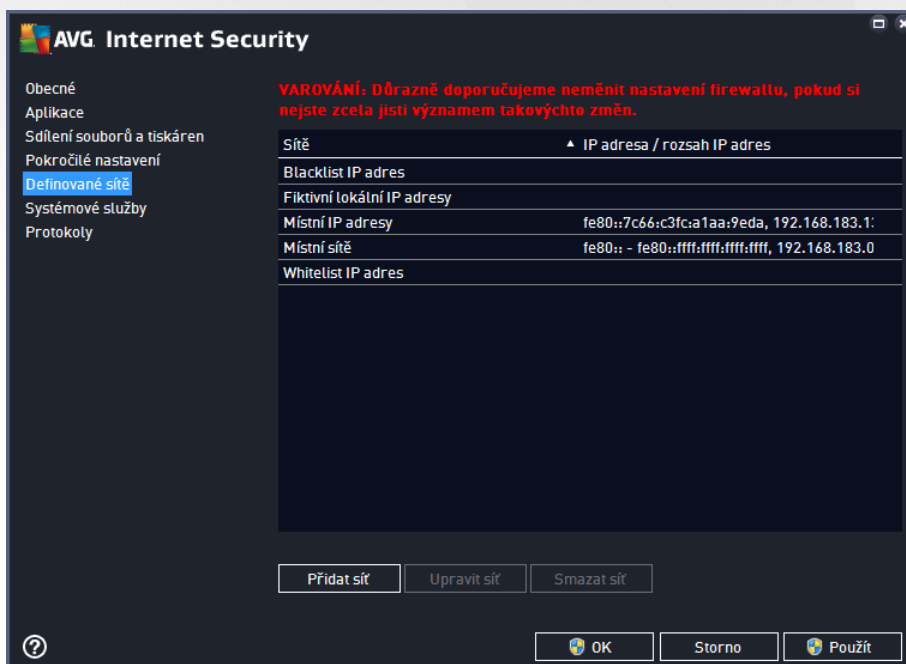 AVG. Internet Security
Obecné
Aplikace
Sdílení souborů a tiskáren
Pokročilé nastavení
Definované sítě
Systémové služby
Protokoly
VAROVÁNÍ: Důrazně doporučujeme neměnit nastavení firewallu, pokud si
nejste zcela jisti významem takovýchto změn.
Sítě IP adresa / rozsah IP adres
Blacklist IP adres
Fiktivní lokální IP adresy
Místní IP adresy fe80::7c66:c3fc:a1aa:9eda, 192.168.183.1
Místní sítě fe80:: - fe80::ffff:ffff:ffff:ffff, 192.168.183.0
Whitelist IP adres
Přidat síť Upravit síť Smazat síť
OK Storno Použít